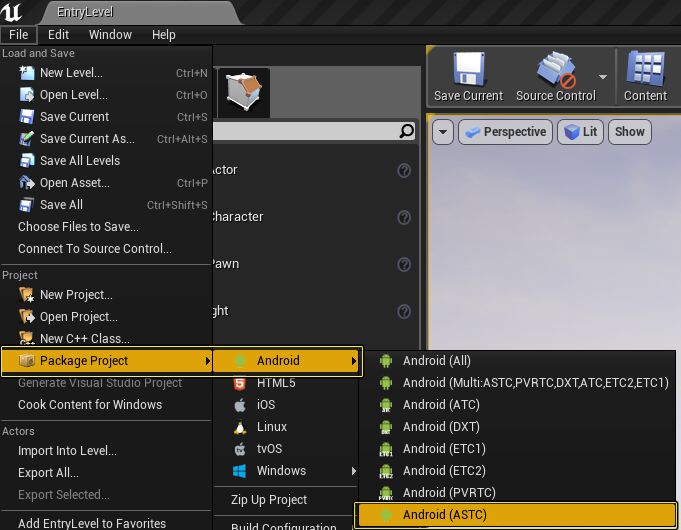 EntryLevel
File Edit Window Help
Load and Save
New Level... Ctrl+N
Open Level... Ctrl+O
Save Current Ctrl+S
Save Current As... Ctrl+Alt+S
Save All Levels
Open Asset... Ctrl+P
Save All Ctrl+Shift+S
Choose Files to Save...
Connect To Source Control...
Project
New Project...
Open Project...
New C++ Class...
Package Project
Generate Visual Studio Project
Cook Content for Windows
Actors
Import Into Level...
Export All...
Export Selected...
Add EntryLevel to Favorites
Actor
Character
Pawn
ght
Android
HTML5
iOS
Linux
tvOS
Windows
Zip Up Project
Build Configuration
Save Current Source Control Content
Perspective Lit Show
Android (All)
Android (Multi:ASTC,PVRTC,DXT,ATC,ETC2,ETC1)
Android (ATC)
Android (DXT)
Android (ETC1)
Android (ETC2)
Android (PVRTC)
Android (ASTC)